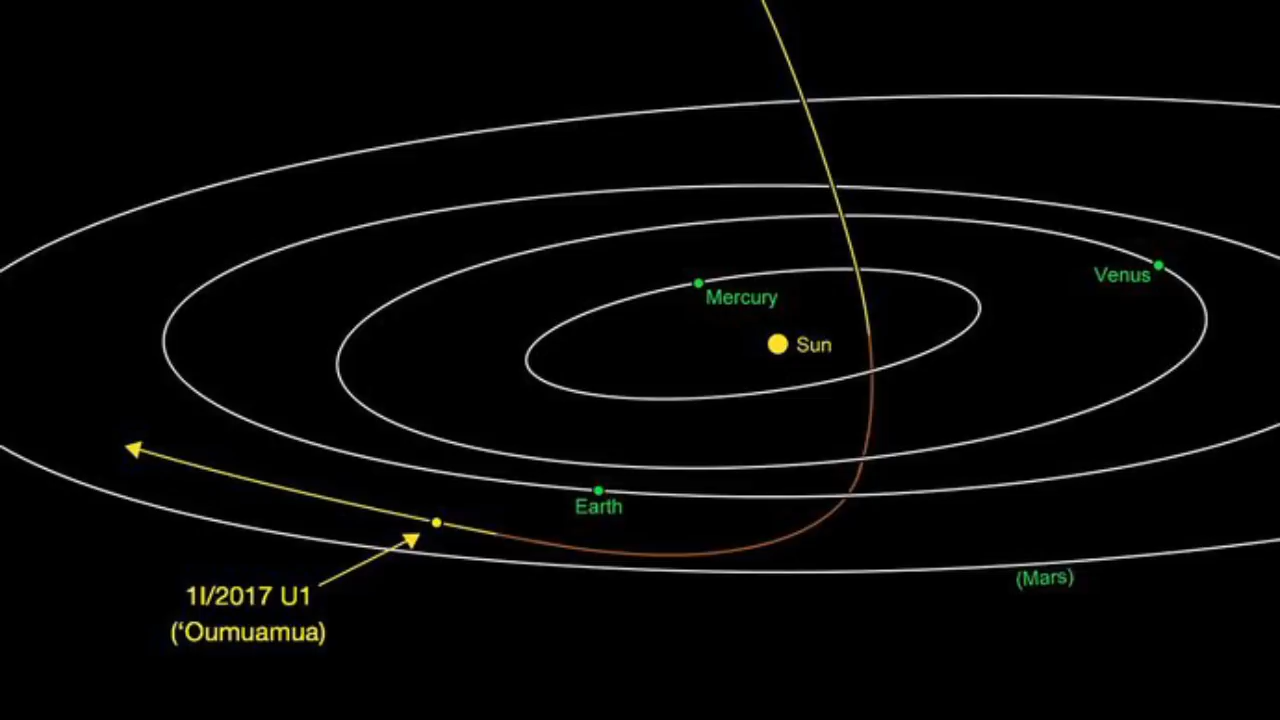 Venus
Mercury
Sun
Earth
(Mars)
1I/2017 U1
(‘Oumuamua)